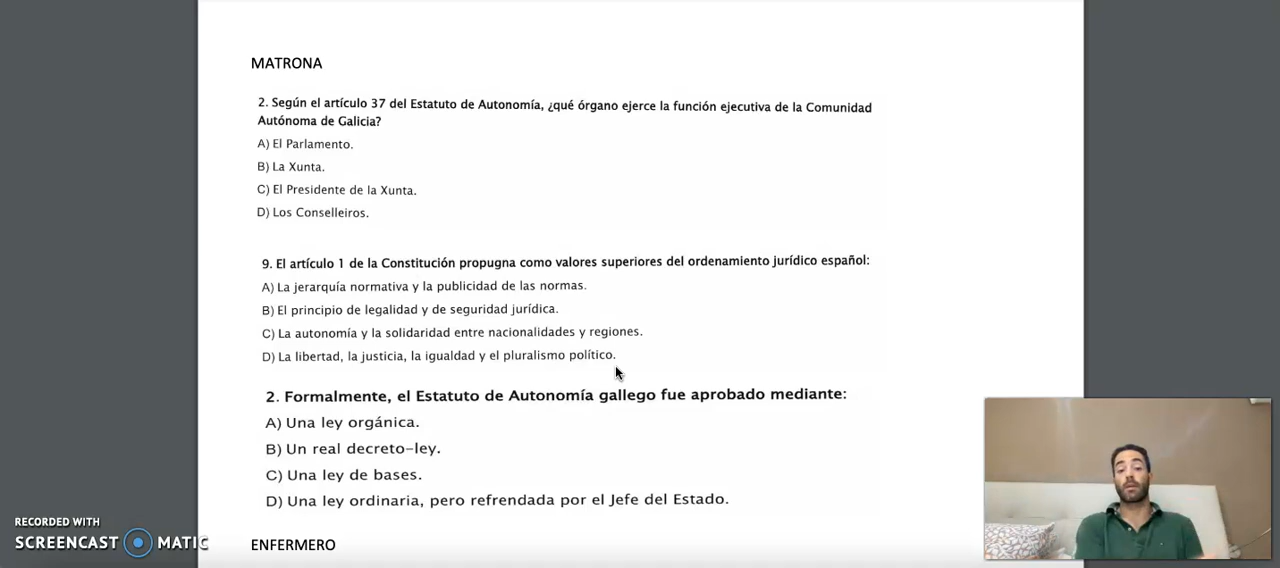 MATRONA
2. Según el artículo 37 del Estatuto de Autonomía, ¿qué órgano ejerce la función ejecutiva de la Comunidad
Autónoma de Galicia?
A) El Parlamento.
B) La Xunta.
C) El Presidente de la Xunta.
D) Los Conselleiros.
9. El artículo 1 de la Constitución propugna como valores superiores del ordenamiento jurídico español:
A) La jerarquía normativa y la publicidad de las normas.
B) El principio de legalidad y de seguridad jurídica.
C) La autonomía y la solidaridad entre nacionalidades y regiones.
D) La libertad, la justicia, la igualdad y el pluralismo político.
2. Formalmente, el Estatuto de Autonomía gallego fue aprobado mediante:
A) Una ley orgánica.
B) Un real decreto-ley.
C) Una ley de bases.
D) Una ley ordinaria, pero refrendada por el Jefe del Estado.
ENFERMERO
RECORDED WITH
SCREENCAST MATIC